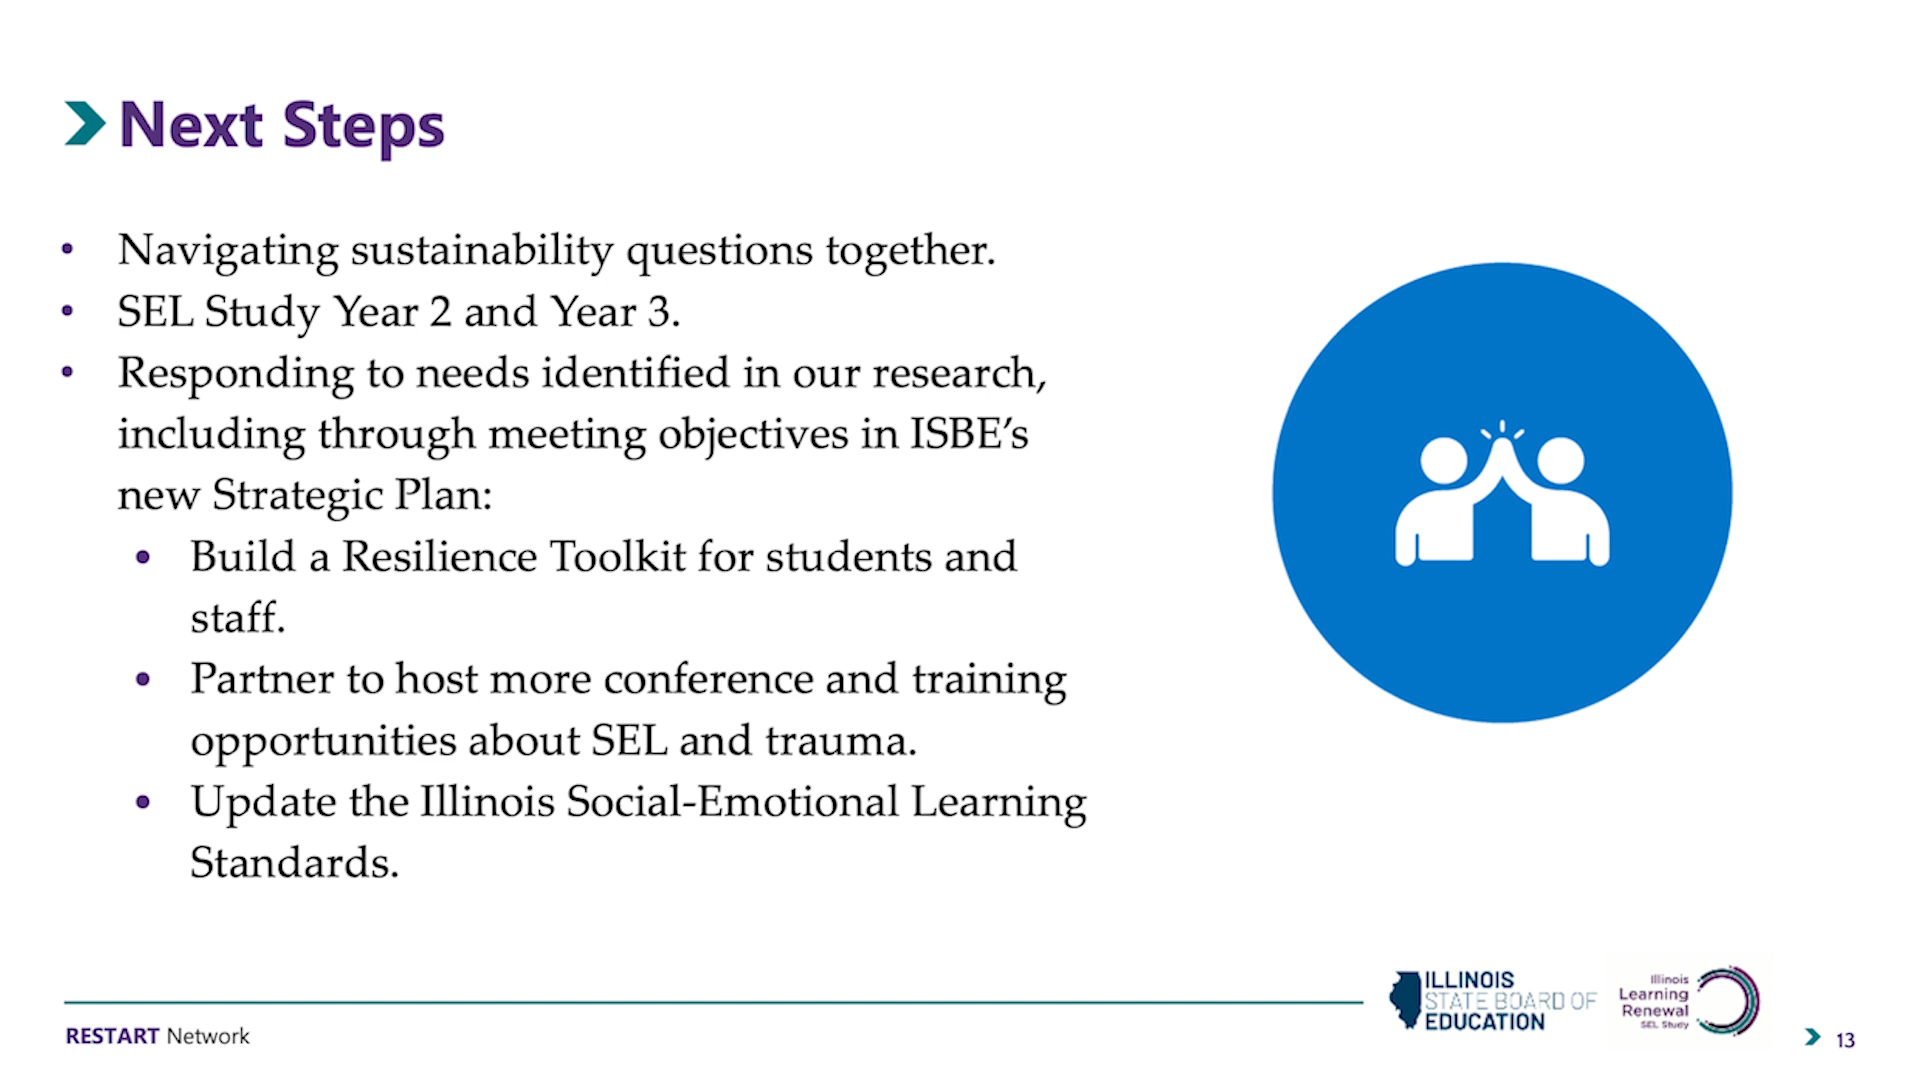 Next Steps
• Navigating sustainability questions together.
• SEL Study Year 2 and Year 3.
• Responding to needs identified in our research,
including through meeting objectives in ISBE’s
new Strategic Plan:
• Build a Resilience Toolkit for students and
staff.
• Partner to host more conference and training
opportunities about SEL and trauma.
• Update the Illinois Social-Emotional Learning
Standards.
ILLINOIS
STATE BOARD OF
EDUCATION
Illinois
Learning
Renewal
SEL Study
RESTART Network
13